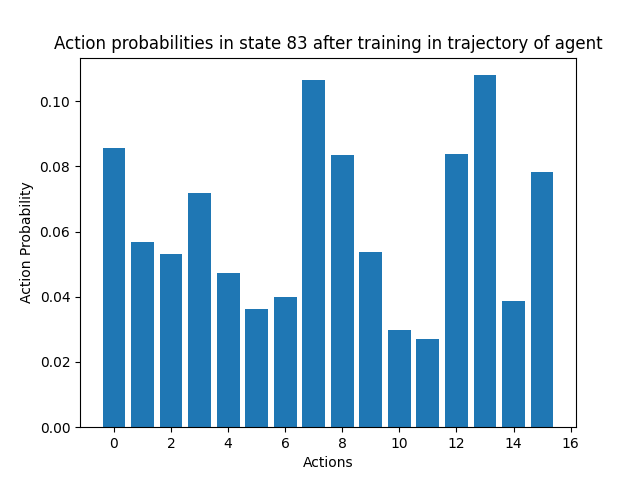 Action probabilities in state 83 after training in trajectory of agent
Action Probability
0.10
0.08
0.06
0.04
0.02
0.00
0 2 4 6 8 10 12 14 16
Actions